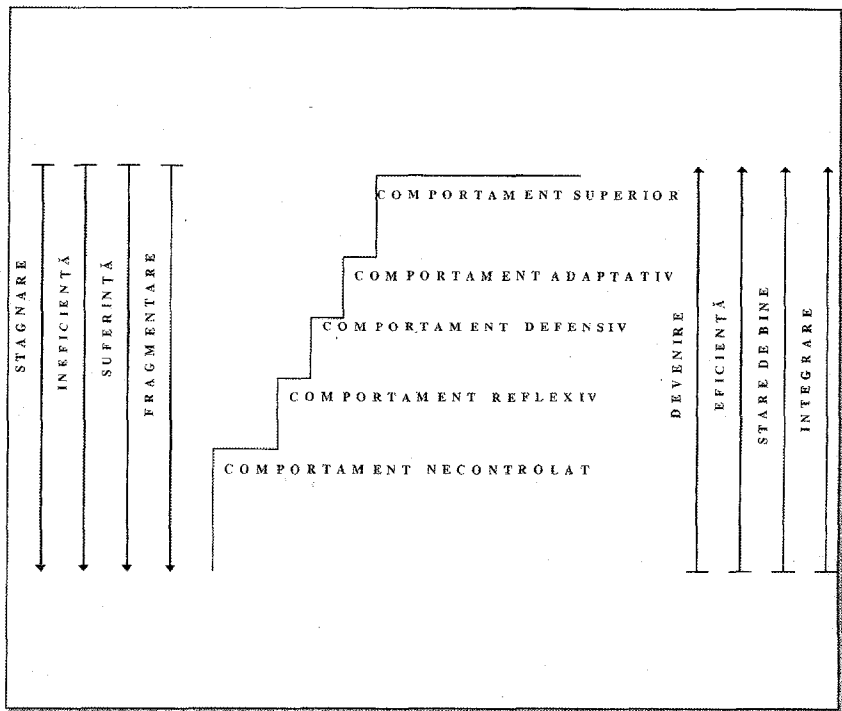 STAGNARE
INEFICIENȚĂ
SUFERINȚĂ
FRAGMENTARE
COMPORTAMENT SUPERIOR
COMPORTAMENT ADAPTATIV
COMPORTAMENT DEFENSIV
COMPORTAMENT REFLEXIV
COMPORTAMENT NECONTROLAT
DEVENIRE
EFICIENȚĂ
STARE DE BINE
INTEGRARE